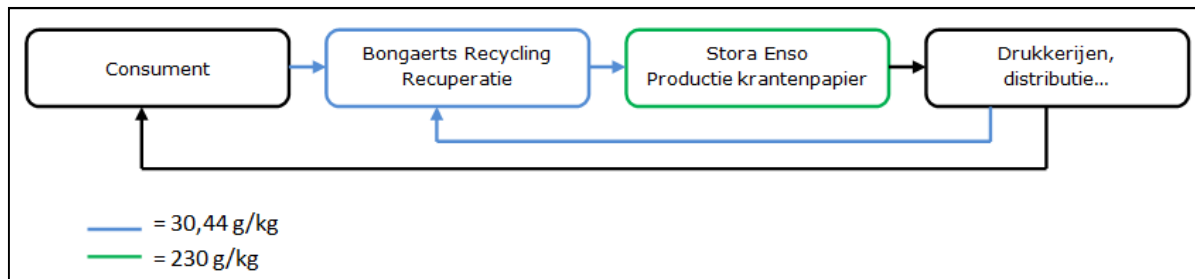 Consument
Bongaerts Recycling
Recuperatie
Stora Enso
Productie krantenpapier
Drukkerijen,
distributie...
= 30,44 g/kg
= 230 g/kg